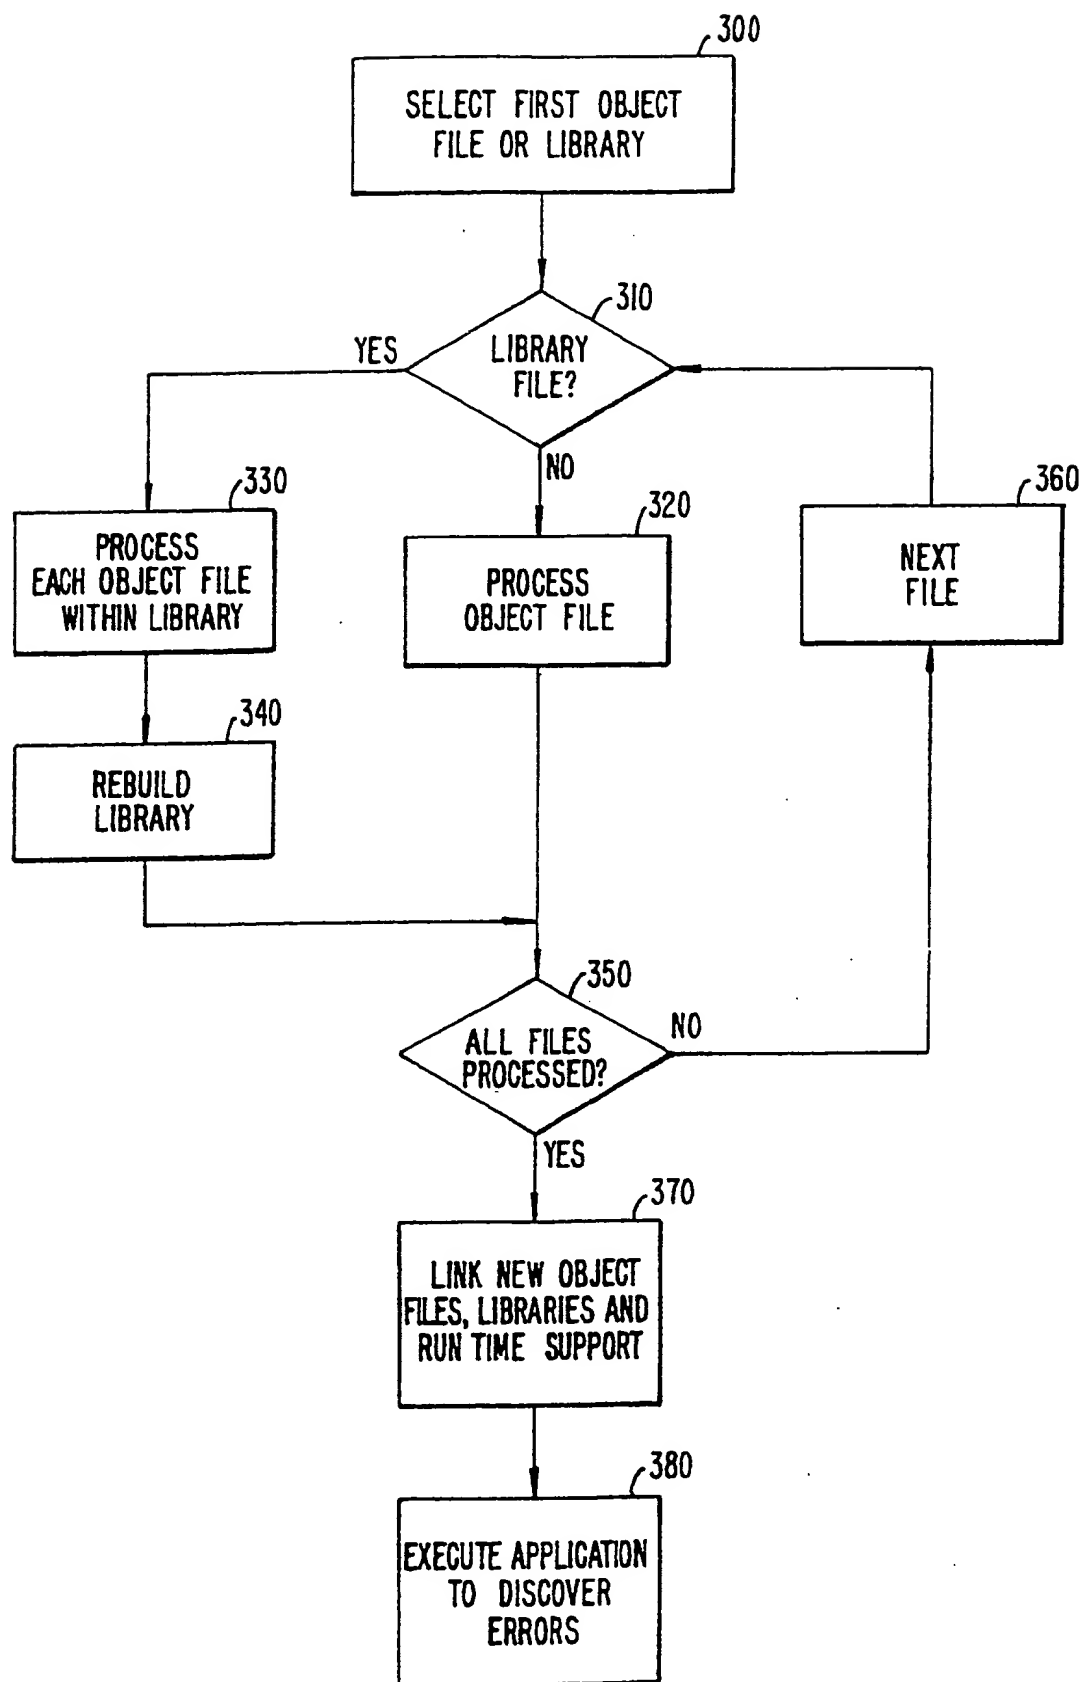 300
SELECT FIRST OBJECT
FILE OR LIBRARY
310
LIBRARY
FILE?
YES
NO
330
PROCESS
EACH OBJECT FILE
WITHIN LIBRARY
320
PROCESS
OBJECT FILE
360
NEXT
FILE
340
REBUILD
LIBRARY
350
ALL FILES
PROCESSED?
NO
YES
370
LINK NEW OBJECT
FILES, LIBRARIES AND
RUN TIME SUPPORT
380
EXECUTE APPLICATION
TO DISCOVER
ERRORS